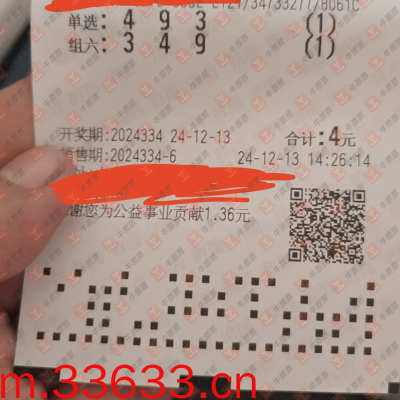 单选: 4 9 3 (1)
组六: 3 4 9 (1)
开奖期:2024334 24-12-13 合计:4元
销售期:2024334-6 24-12-13 14:26:14
谢您为公益事业贡献1.36元
m.33633.cn